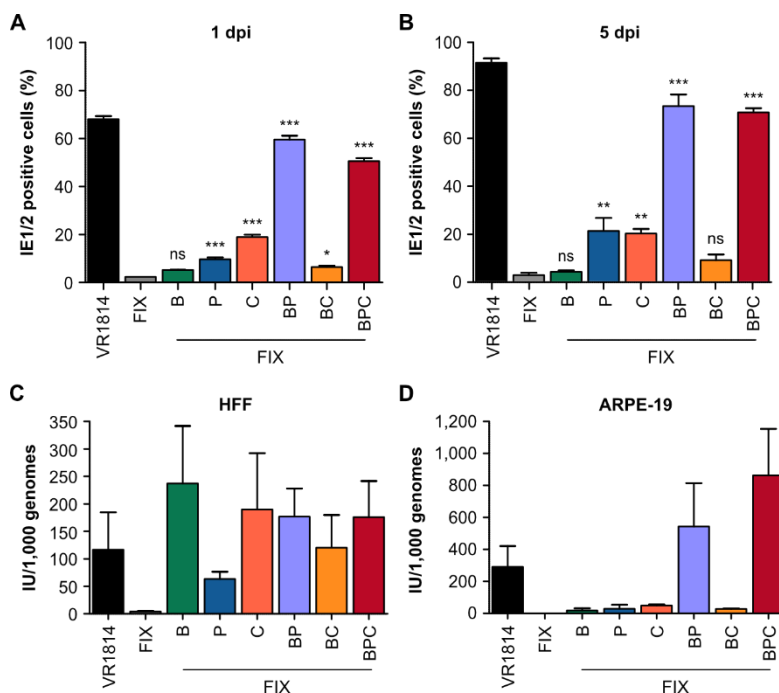 A
1 dpi
IE1/2 positive cells (%)
100
80
60
40
20
0
ns
***
***
***
*
***
VR1814
FIX
B
P
C
BP
BC
BPC
FIX
B
5 dpi
IE1/2 positive cells (%)
100
80
60
40
20
0
ns
**
**
***
ns
***
VR1814
FIX
B
P
C
BP
BC
BPC
FIX
C
HFF
IU/1,000 genomes
350
300
250
200
150
100
50
0
VR1814
FIX
B
P
C
BP
BC
BPC
FIX
D
ARPE-19
IU/1,000 genomes
1,200
1,000
800
600
400
200
0
VR1814
FIX
B
P
C
BP
BC
BPC
FIX